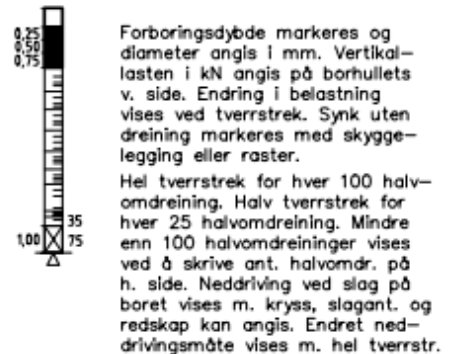 0,25
0,50
0,75
35
1,00
75
Forboringsdybde markeres og
diameter angis i mm. Vertikal–
lasten i kN angis på borhullets
v. side. Endring i belastning
vises ved tverrstrek. Synk uten
dreining markeres med skygge–
legging eller raster.
Hel tverrstrek for hver 100 halv–
omdreining. Halv tverrstrek for
hver 25 halvomdreining. Mindre
enn 100 halvomdreininger vises
ved å skrive ant. halvomdr. på
h. side. Neddriving ved slag på
boret vises m. kryss, slagant. og
redskap kan angis. Endret ned–
drivingsmåte vises m. hel tverrstr.